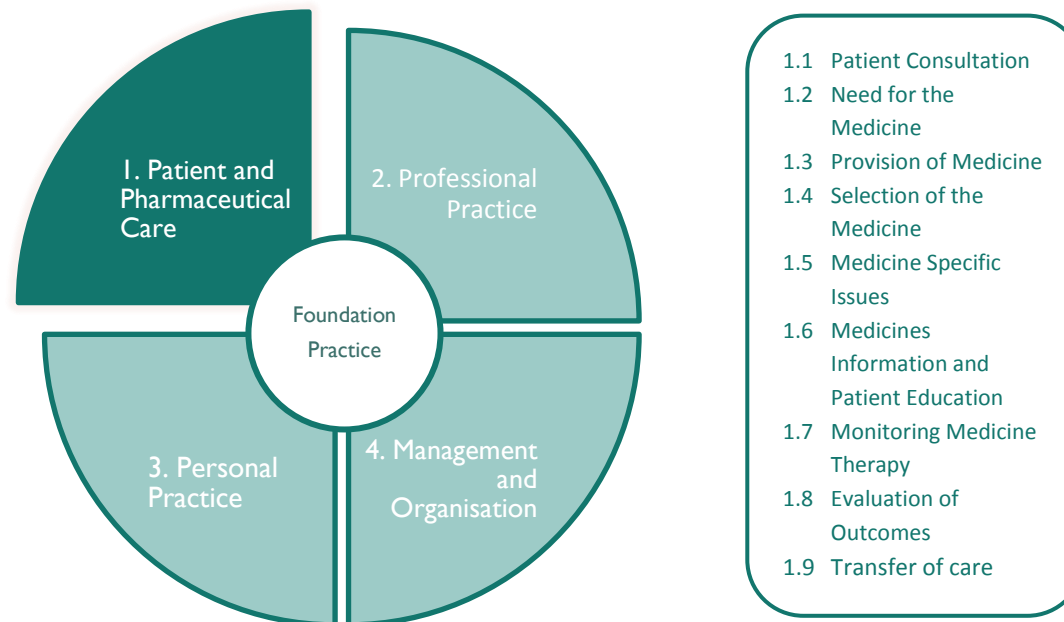 1. Patient and
Pharmaceutical
Care
2. Professional
Practice
Foundation
Practice
3. Personal
Practice
4. Management
and
Organisation
1.1 Patient Consultation
1.2 Need for the
Medicine
1.3 Provision of Medicine
1.4 Selection of the
Medicine
1.5 Medicine Specific
Issues
1.6 Medicines
Information and
Patient Education
1.7 Monitoring Medicine
Therapy
1.8 Evaluation of
Outcomes
1.9 Transfer of care